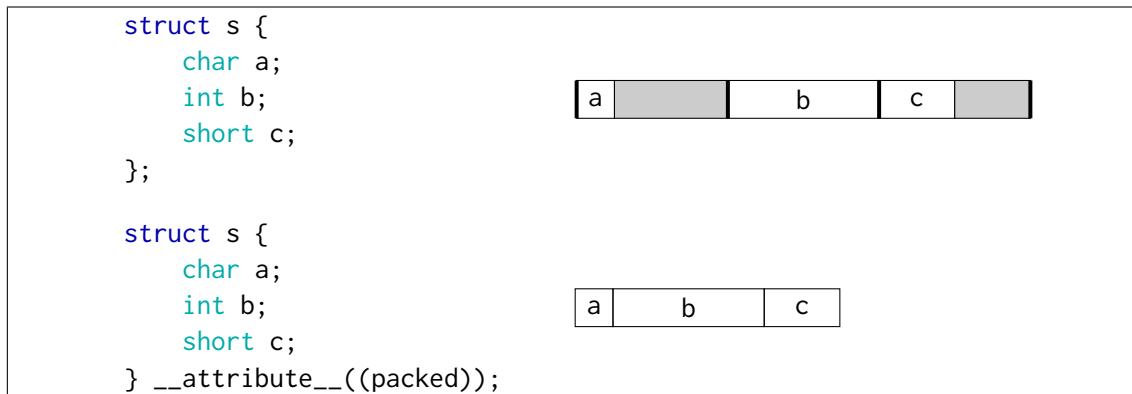 struct s {
    char a;
    int b;
    short c;
};
a b c
struct s {
    char a;
    int b;
    short c;
} __attribute__((packed));
a b c